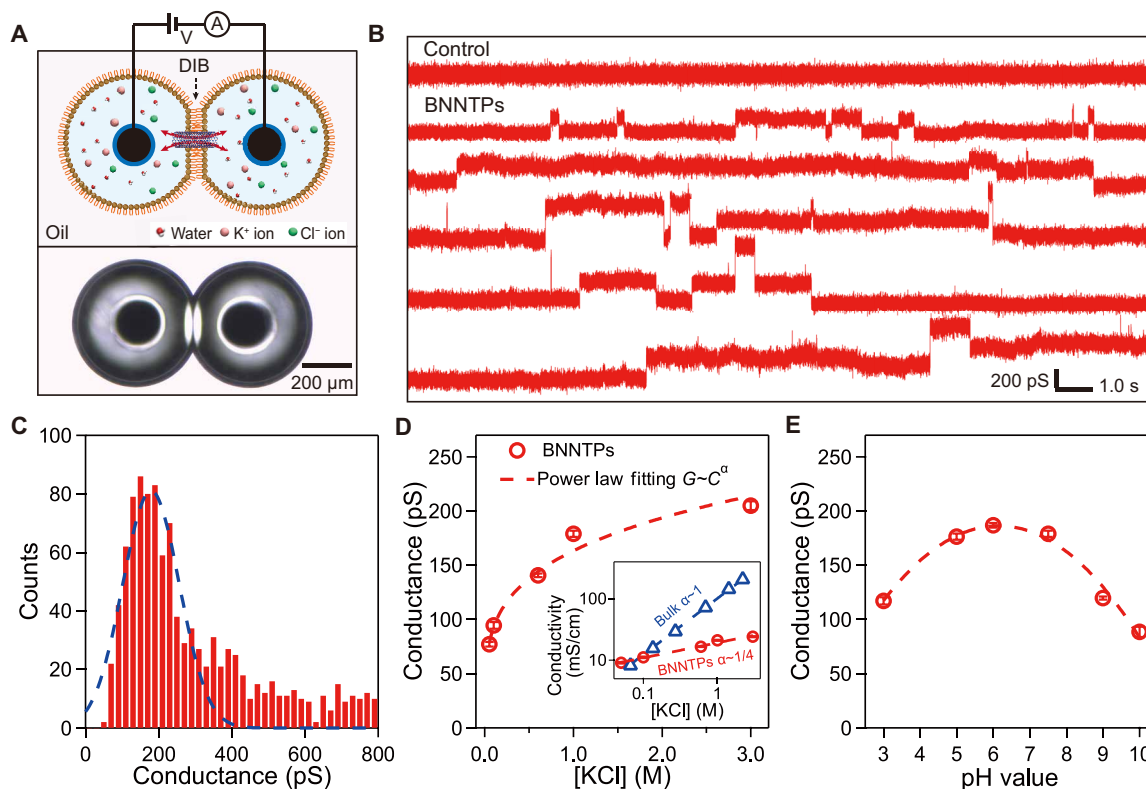 A
V
A
DIB
Oil
Water
K⁺ ion
Cl⁻ ion
200 µm
B
Control
BNNTPs
200 pS
1.0 s
C
100
80
60
40
20
0
Counts
0
200
400
600
800
Conductance (pS)
D
BNNTPs
Power law fitting G~C^α
250
200
150
100
50
0
Conductance (pS)
0.0
1.0
2.0
3.0
[KCl] (M)
100
10
Conductivity
(mS/cm)
Bulk α~1
BNNTPs α~1/4
0.1
1
[KCl] (M)
E
250
200
150
100
50
0
Conductance (pS)
3
4
5
6
7
8
9
10
pH value